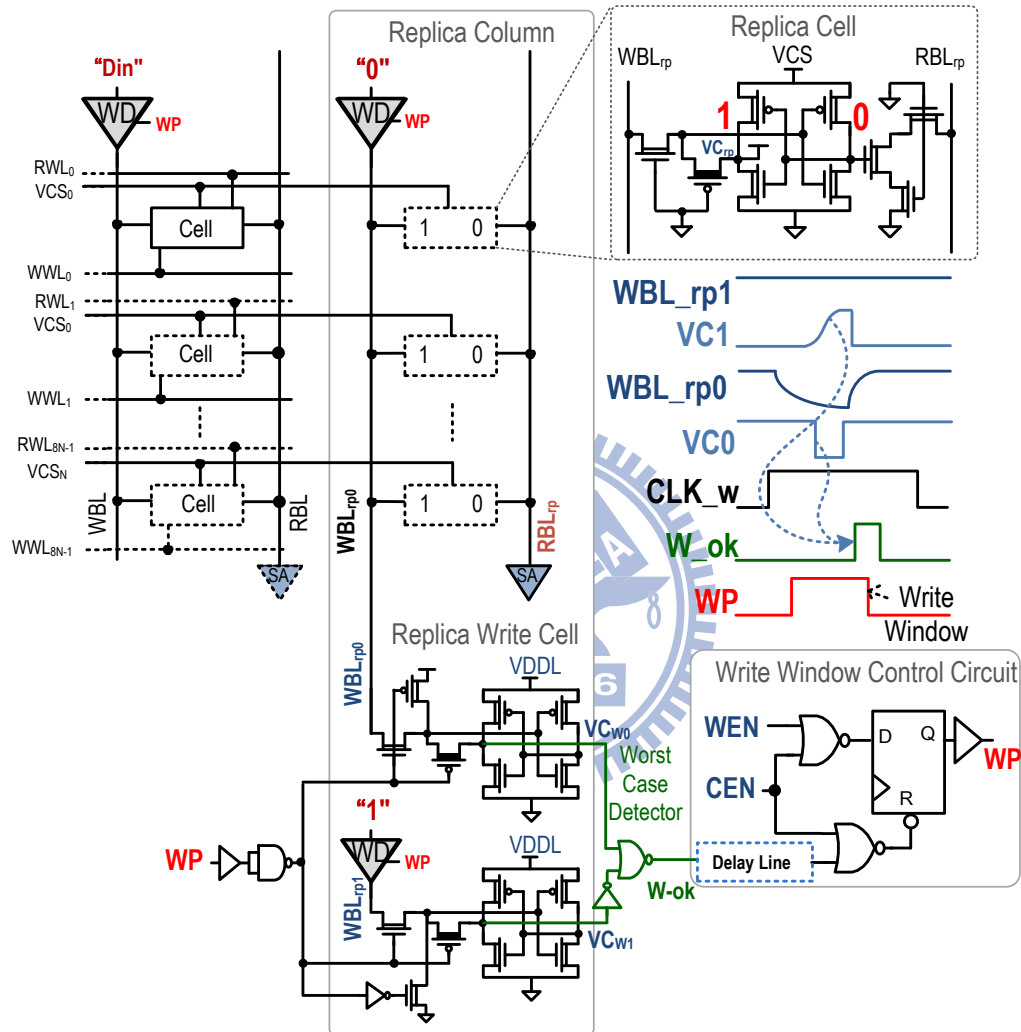 Replica Column
Replica Cell
"Din"
"0"
WBLrp
VCS
RBLrp
WD
WP
WD
WP
1
0
VCrp
RWL0
VCS0
Cell
1 0
WWL0
RWL1
VCS0
Cell
1 0
WWL1
RWL8N-1
VCSN
Cell
1 0
WBL
RBL
WBLrp0
RBLrp
WWL8N-1
SA
SA
WBL_rp1
VC1
WBL_rp0
VC0
CLK_w
W_ok
WP
Write
Window
Replica Write Cell
WBLrp0
VDDL
VCW0
Worst
Case
Detector
"1"
WP
WD
WP
WBLrp1
VDDL
VCW1
W-ok
Write Window Control Circuit
WEN
CEN
D
Q
R
WP
Delay Line
6